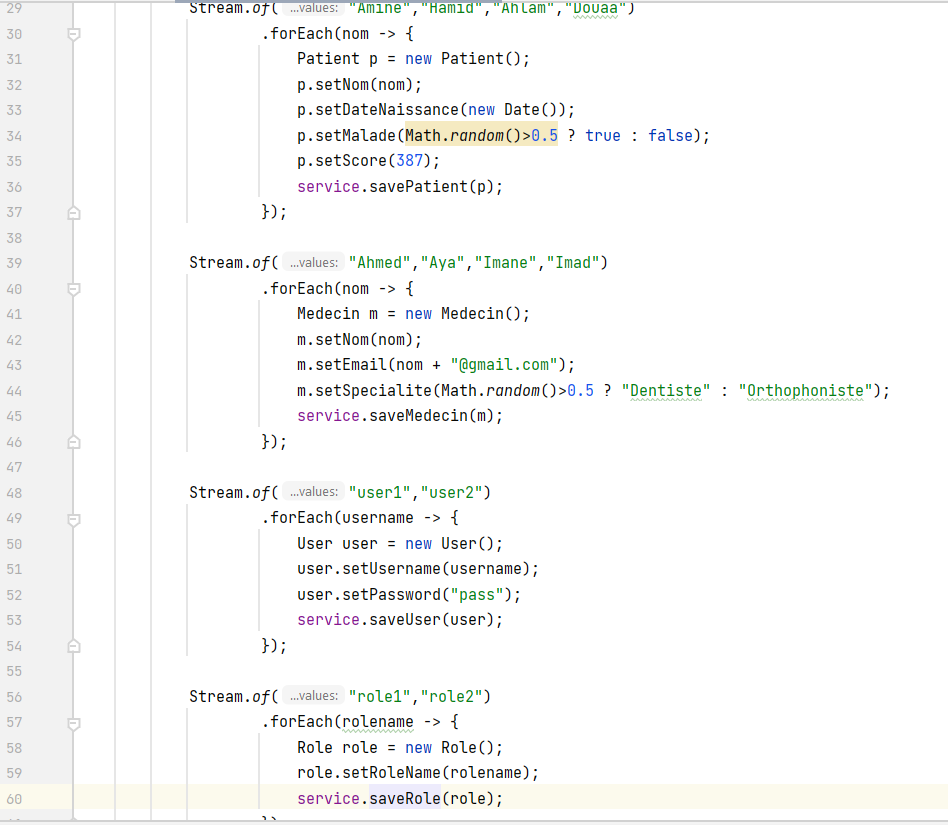 29 Stream.of( ...values: "Amine","Hamid","Ahlam","Douaa")
30 .forEach(nom -> {
31 Patient p = new Patient();
32 p.setNom(nom);
33 p.setDateNaissance(new Date());
34 p.setMalade(Math.random()>0.5 ? true : false);
35 p.setScore(387);
36 service.savePatient(p);
37 });
38
39 Stream.of( ...values: "Ahmed","Aya","Imane","Imad")
40 .forEach(nom -> {
41 Medecin m = new Medecin();
42 m.setNom(nom);
43 m.setEmail(nom + "@gmail.com");
44 m.setSpecialite(Math.random()>0.5 ? "Dentiste" : "Orthophoniste");
45 service.saveMedecin(m);
46 });
47
48 Stream.of( ...values: "user1","user2")
49 .forEach(username -> {
50 User user = new User();
51 user.setUsername(username);
52 user.setPassword("pass");
53 service.saveUser(user);
54 });
55
56 Stream.of( ...values: "role1","role2")
57 .forEach(rolename -> {
58 Role role = new Role();
59 role.setRoleName(rolename);
60 service.saveRole(role);